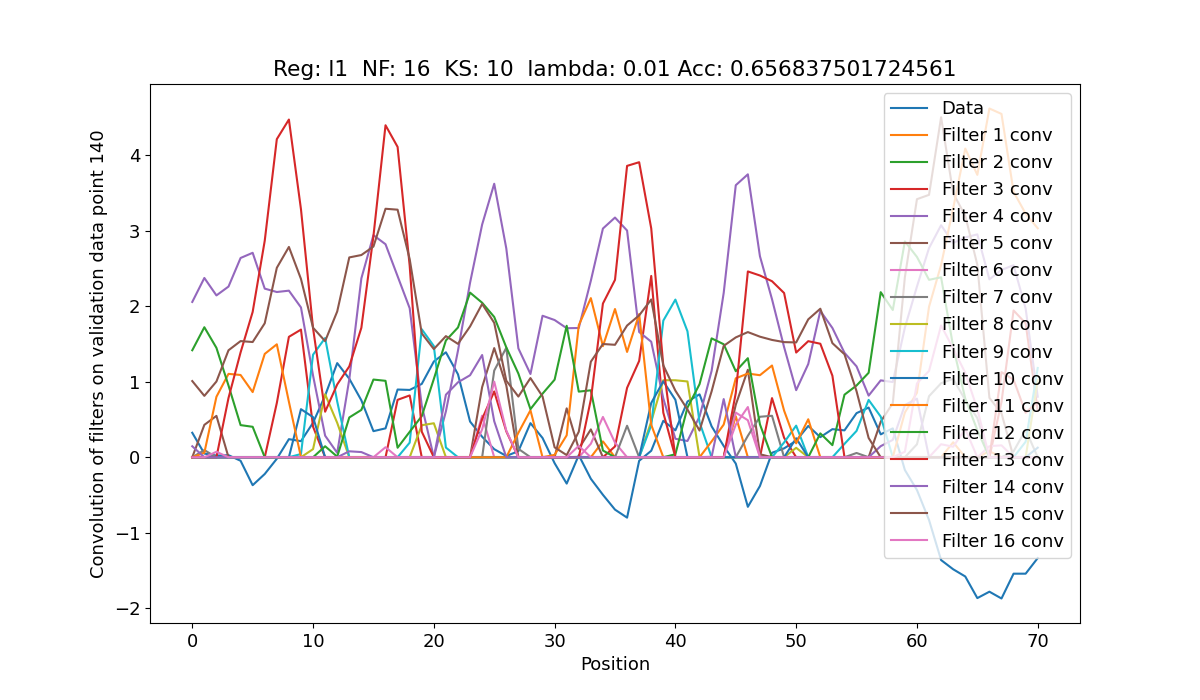 Reg: l1 NF: 16 KS: 10 lambda: 0.01 Acc: 0.656837501724561
Convolution of filters on validation data point 140
4
3
2
1
0
−1
−2
0 10 20 30 40 50 60 70
Position
Data
Filter 1 conv
Filter 2 conv
Filter 3 conv
Filter 4 conv
Filter 5 conv
Filter 6 conv
Filter 7 conv
Filter 8 conv
Filter 9 conv
Filter 10 conv
Filter 11 conv
Filter 12 conv
Filter 13 conv
Filter 14 conv
Filter 15 conv
Filter 16 conv